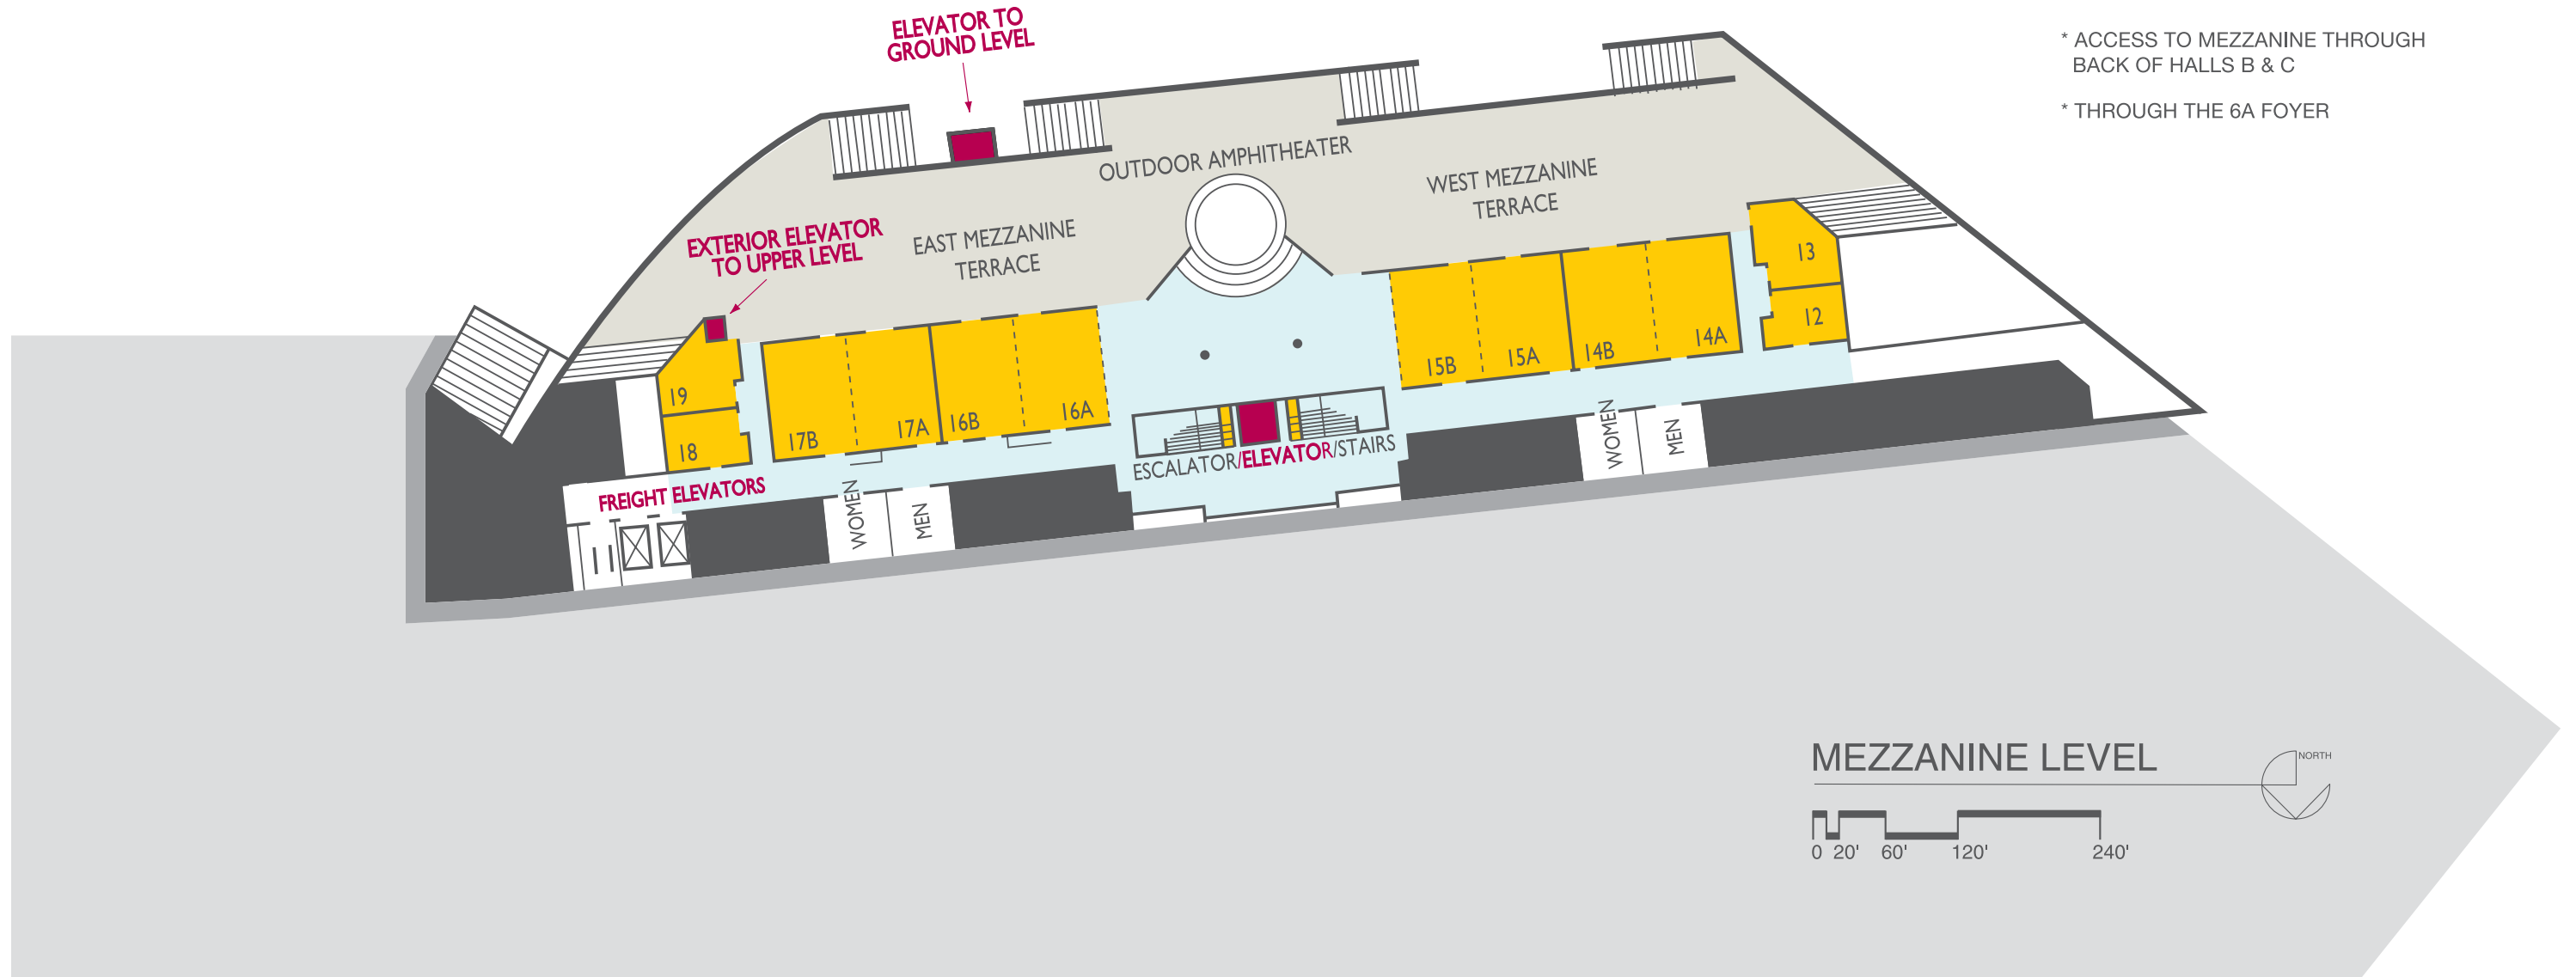 ELEVATOR TO
GROUND LEVEL
* ACCESS TO MEZZANINE THROUGH
BACK OF HALLS B & C
* THROUGH THE 6A FOYER
OUTDOOR AMPHITHEATER
WEST MEZZANINE
TERRACE
EXTERIOR ELEVATOR
TO UPPER LEVEL
EAST MEZZANINE
TERRACE
13
12
14A
14B
15A
15B
16A
16B
17A
17B
19
18
ESCALATOR/ELEVATOR/STAIRS
WOMEN
MEN
FREIGHT ELEVATORS
WOMEN
MEN
MEZZANINE LEVEL
NORTH
0 20' 60' 120' 240'